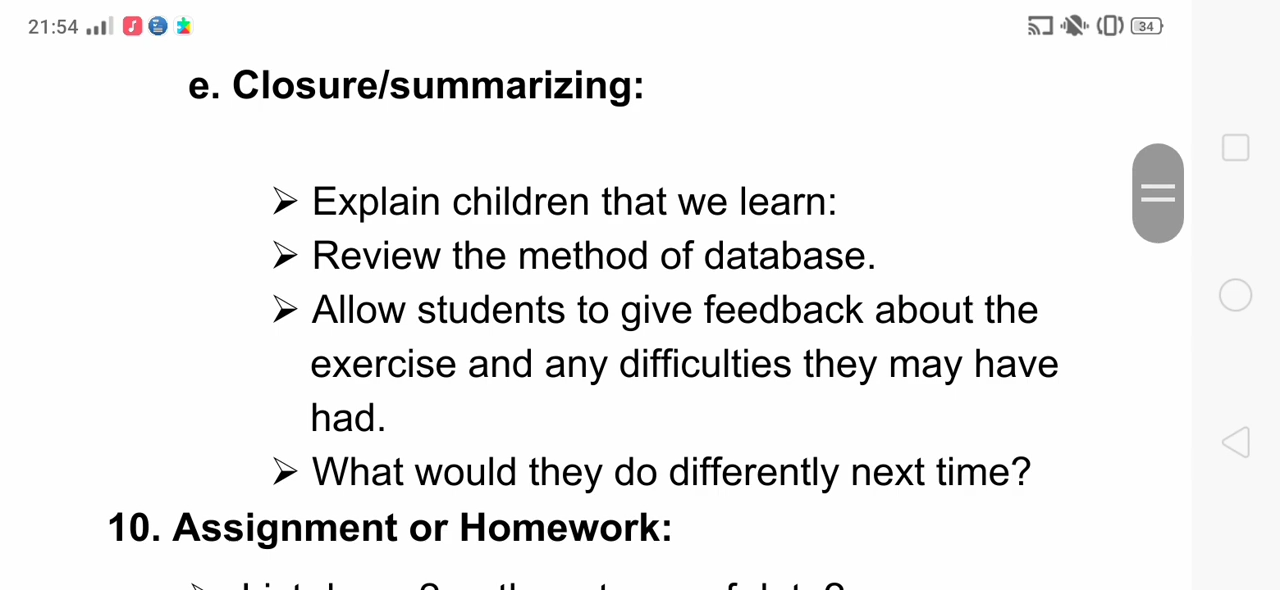 21:54
34
e. Closure/summarizing:
➢ Explain children that we learn:
➢ Review the method of database.
➢ Allow students to give feedback about the
exercise and any difficulties they may have
had.
➢ What would they do differently next time?
10. Assignment or Homework: